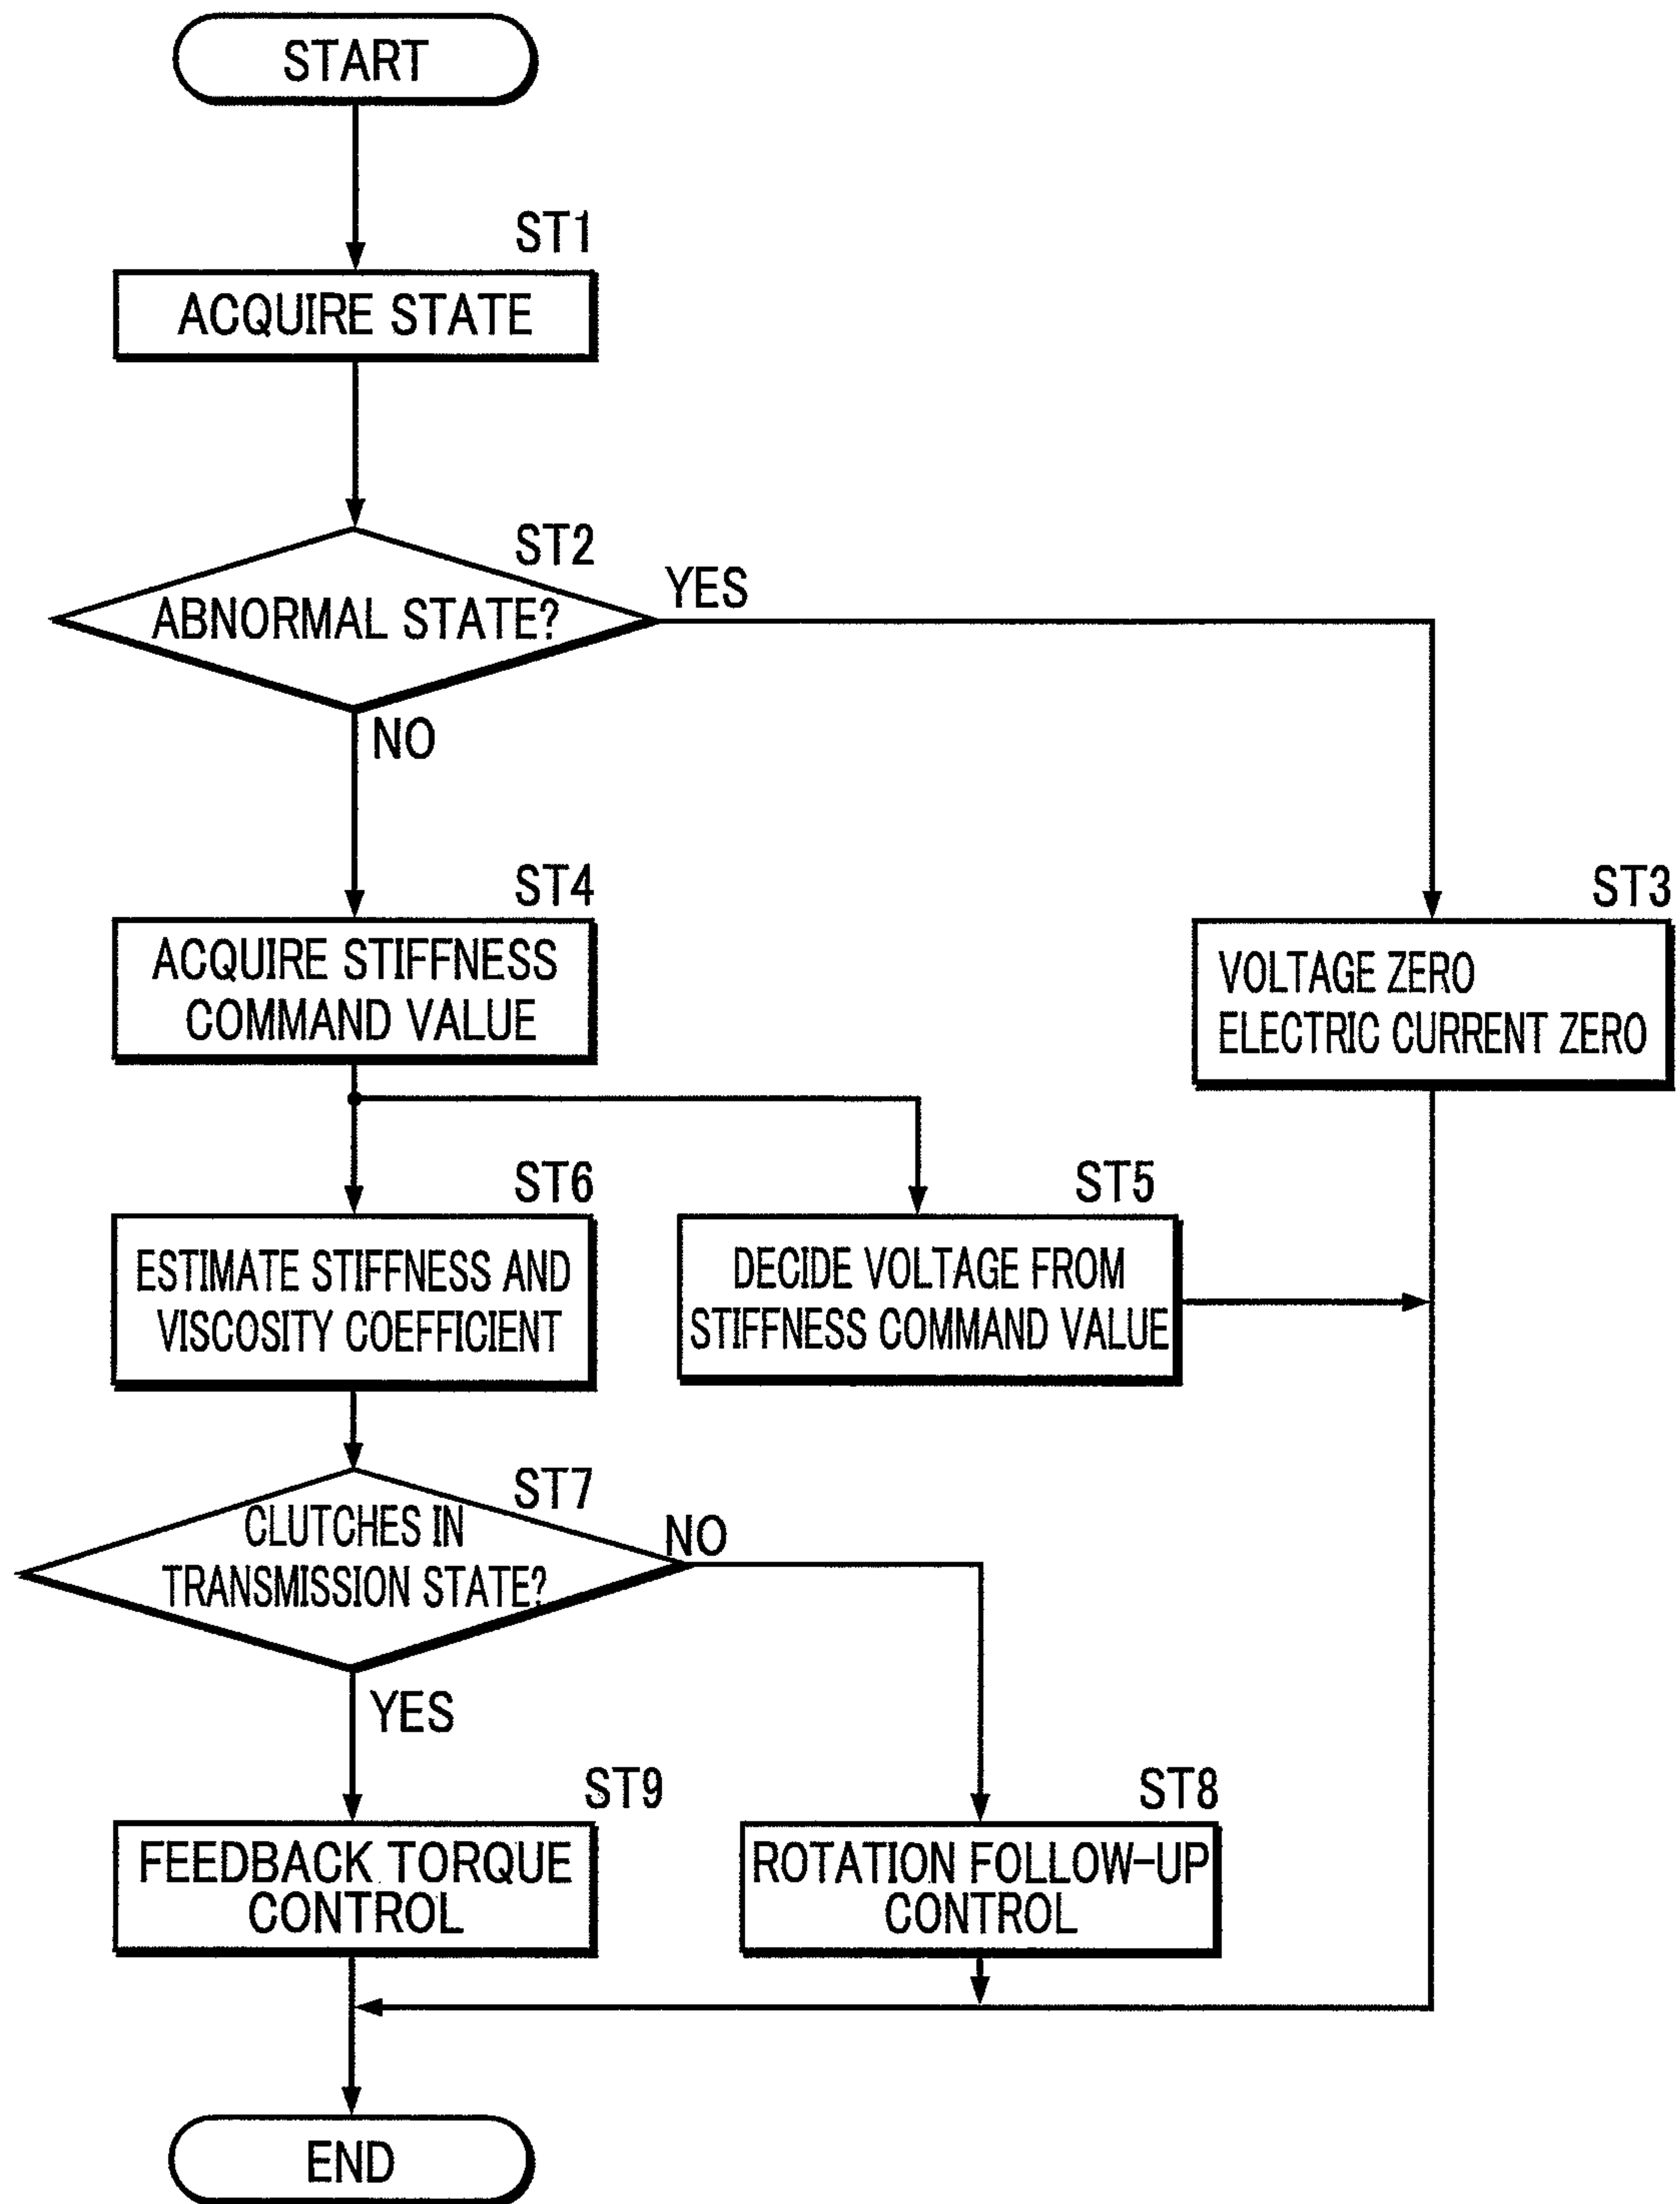 START
ST1
ACQUIRE STATE
ST2
ABNORMAL STATE?
YES
NO
ST4
ACQUIRE STIFFNESS
COMMAND VALUE
ST3
VOLTAGE ZERO
ELECTRIC CURRENT ZERO
ST6
ESTIMATE STIFFNESS AND
VISCOSITY COEFFICIENT
ST5
DECIDE VOLTAGE FROM
STIFFNESS COMMAND VALUE
ST7
CLUTCHES IN
TRANSMISSION STATE?
NO
YES
ST9
FEEDBACK TORQUE
CONTROL
ST8
ROTATION FOLLOW-UP
CONTROL
END